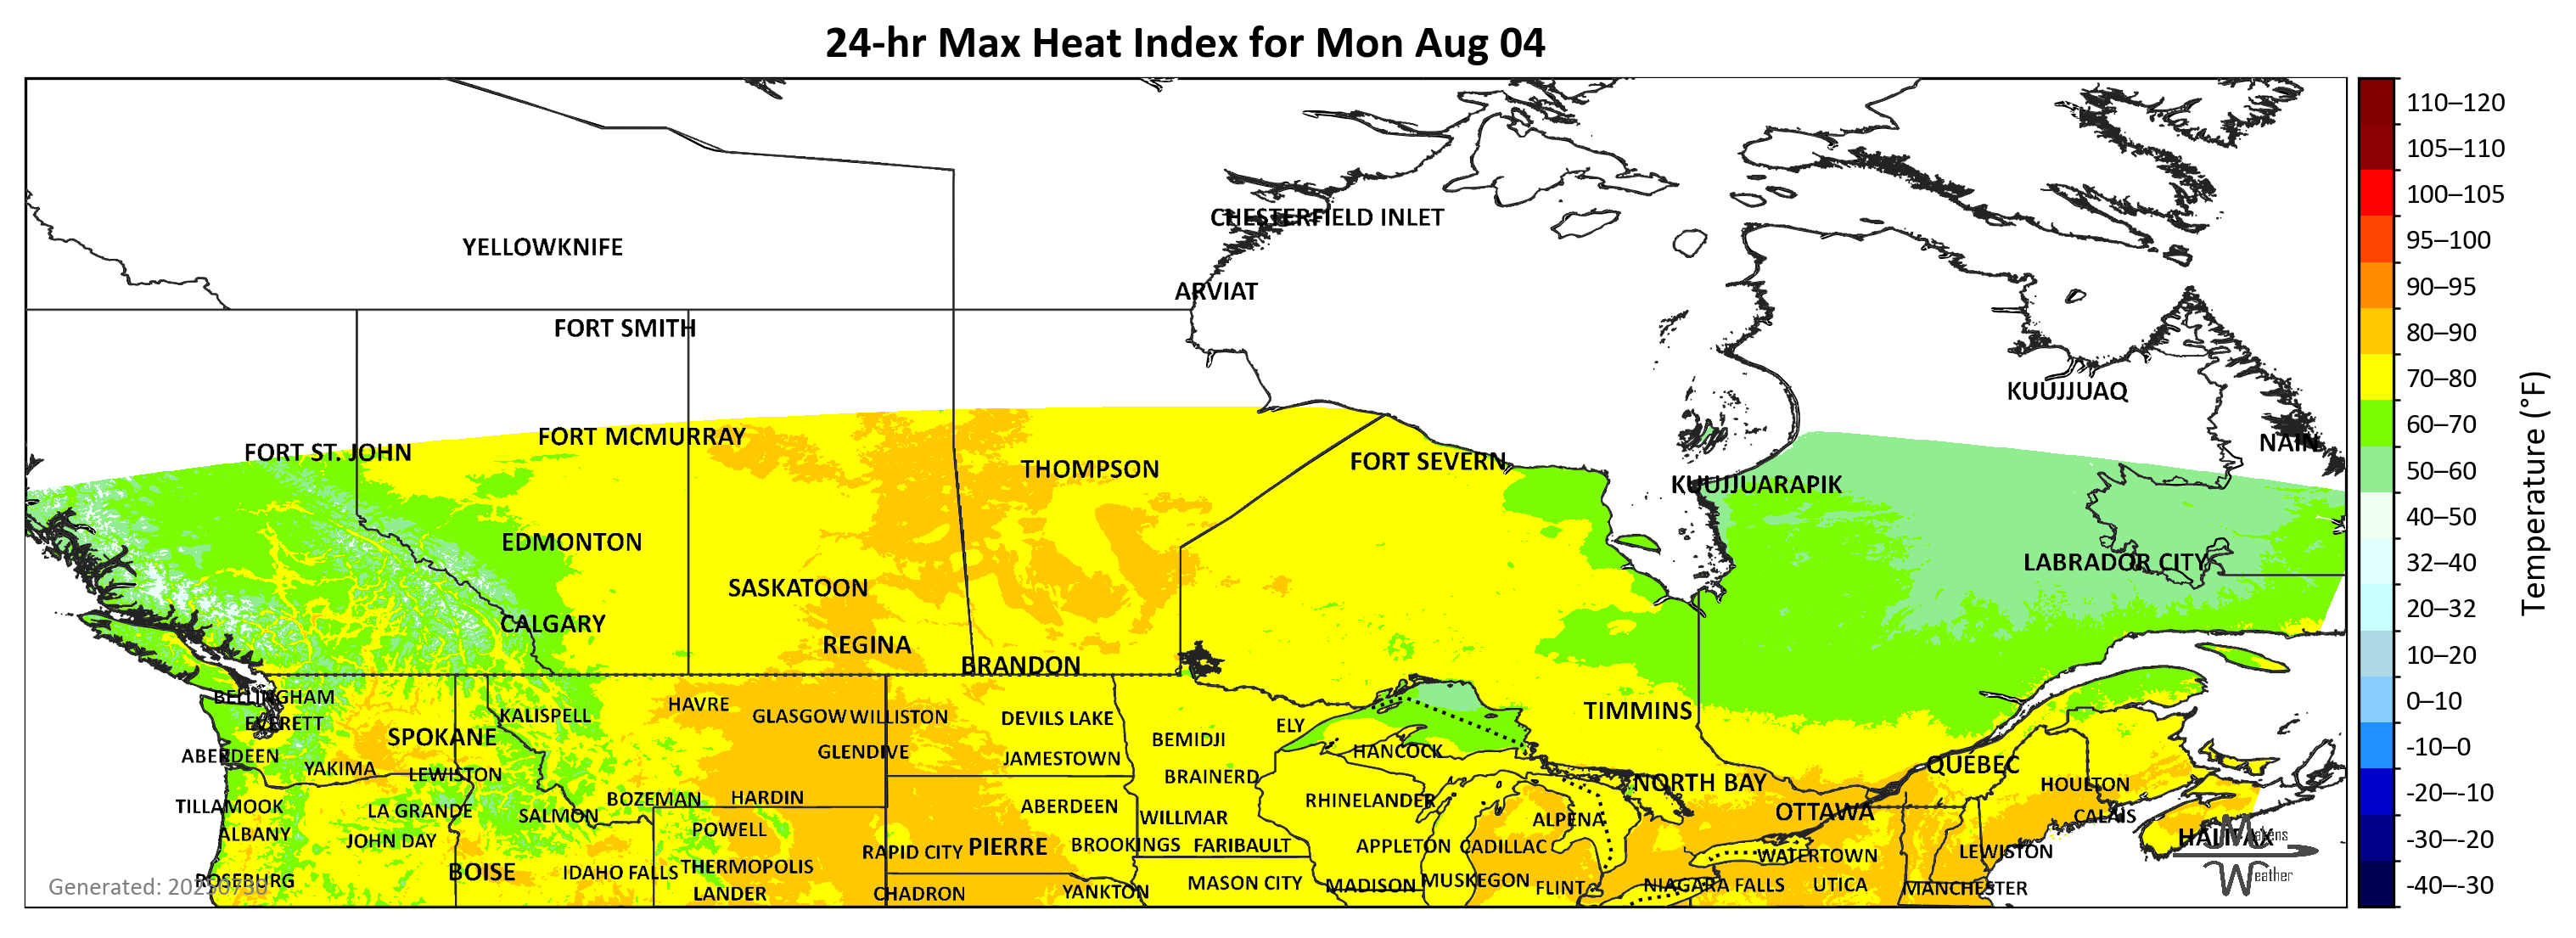 24-hr Max Heat Index for Mon Aug 04
110–120
105–110
100–105
95–100
90–95
80–90
70–80
60–70
50–60
40–50
32–40
20–32
10–20
0–10
-10–0
-20–-10
-30–-20
-40–-30
Temperature (°F)
CHESTERFIELD INLET
YELLOWKNIFE
ARVIAT
FORT SMITH
KUUJJUAQ
FORT MCMURRAY
NAIN
FORT ST. JOHN
FORT SEVERN
THOMPSON
KUUJJUARAPIK
EDMONTON
LABRADOR CITY
SASKATOON
CALGARY
REGINA
BRANDON
BELLINGHAM
HAVRE
TIMMINS
KALISPELL
GLASGOW
WILLISTON
DEVILS LAKE
EVERETT
ELY
SPOKANE
BEMIDJI
ABERDEEN
GLENDIVE
JAMESTOWN
HANCOCK
QUÉBEC
YAKIMA
LEWISTON
BRAINERD
NORTH BAY
HOULTON
BOZEMAN
HARDIN
RHINELANDER
TILLAMOOK
LA GRANDE
SALMON
ABERDEEN
WILLMAR
ALPENA
OTTAWA
CALAIS
ALBANY
JOHN DAY
POWELL
HALIFAX
Makens
RAPID CITY
PIERRE
BROOKINGS
FARIBAULT
APPLETON
CADILLAC
WATERTOWN
LEWISTON
BOISE
IDAHO FALLS
THERMOPOLIS
Weather
ROSEBURG
Generated: 20250730
LANDER
CHADRON
YANKTON
MASON CITY
MADISON
MUSKEGON
FLINT
NIAGARA FALLS
UTICA
MANCHESTER